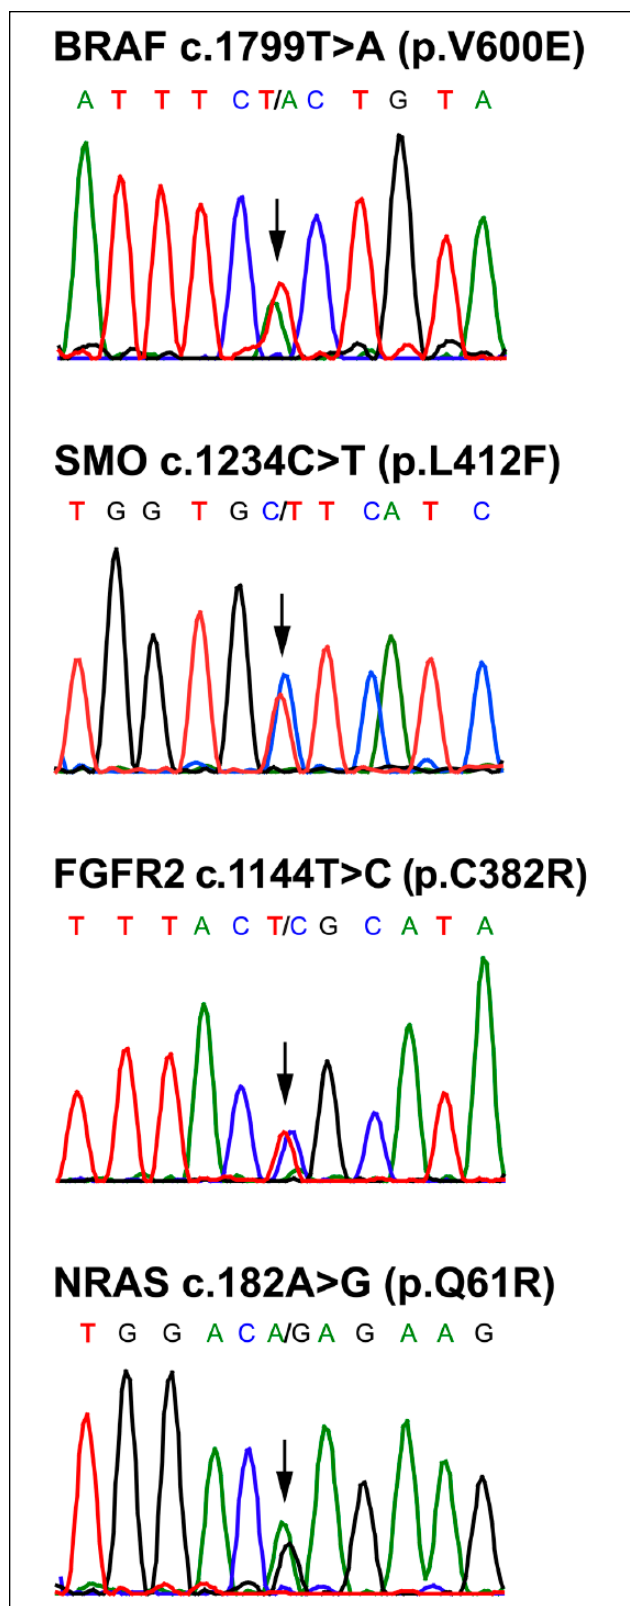 BRAF c.1799T>A (p.V600E)
A T T T C T/A C T G T A
SMO c.1234C>T (p.L412F)
T G G T G C/T T C A T C
FGFR2 c.1144T>C (p.C382R)
T T T A C T/C G C A T A
NRAS c.182A>G (p.Q61R)
T G G A C A/G A G A A G